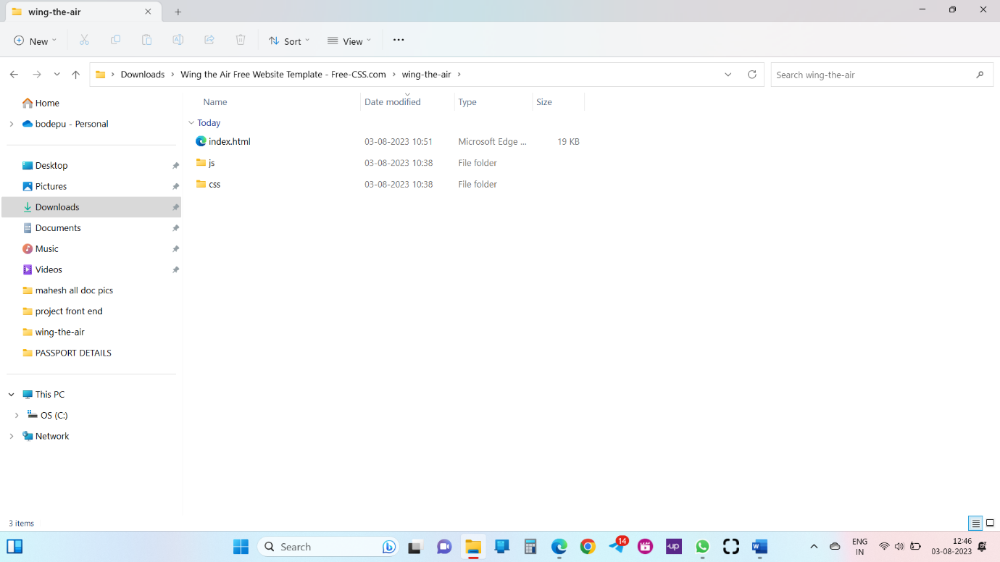 wing-the-air
New
Sort
View
Downloads
Wing the Air Free Website Template - Free-CSS.com
wing-the-air
Search wing-the-air
Home
bodepu - Personal
Desktop
Pictures
Downloads
Documents
Music
Videos
mahesh all doc pics
project front end
wing-the-air
PASSPORT DETAILS
This PC
OS (C:)
Network
Name Date modified Type Size
Today
index.html 03-08-2023 10:51 Microsoft Edge ... 19 KB
js 03-08-2023 10:38 File folder
css 03-08-2023 10:38 File folder
3 items
Search
14
up
ENG
IN
12:46
03-08-2023